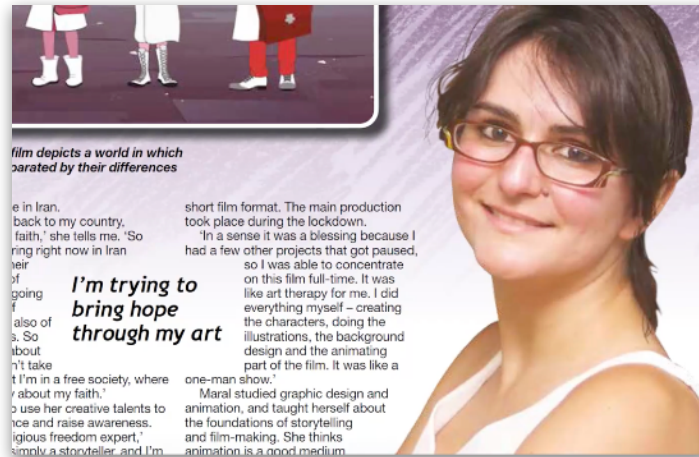 film depicts a world in which
separated by their differences
e in Iran.
back to my country,
faith,' she tells me. 'So
ring right now in Iran
heir
of
going
f
also of
s. So
about
n't take
t I'm in a free society, where
y about my faith.'
o use her creative talents to
nce and raise awareness.
igious freedom expert,'
simply a storyteller, and I'm
I'm trying to
bring hope
through my art
short film format. The main production
took place during the lockdown.
'In a sense it was a blessing because I
had a few other projects that got paused,
so I was able to concentrate
on this film full-time. It was
like art therapy for me. I did
everything myself – creating
the characters, doing the
illustrations, the background
design and the animating
part of the film. It was like a
one-man show.'
Maral studied graphic design and
animation, and taught herself about
the foundations of storytelling
and film-making. She thinks
animation is a good medium